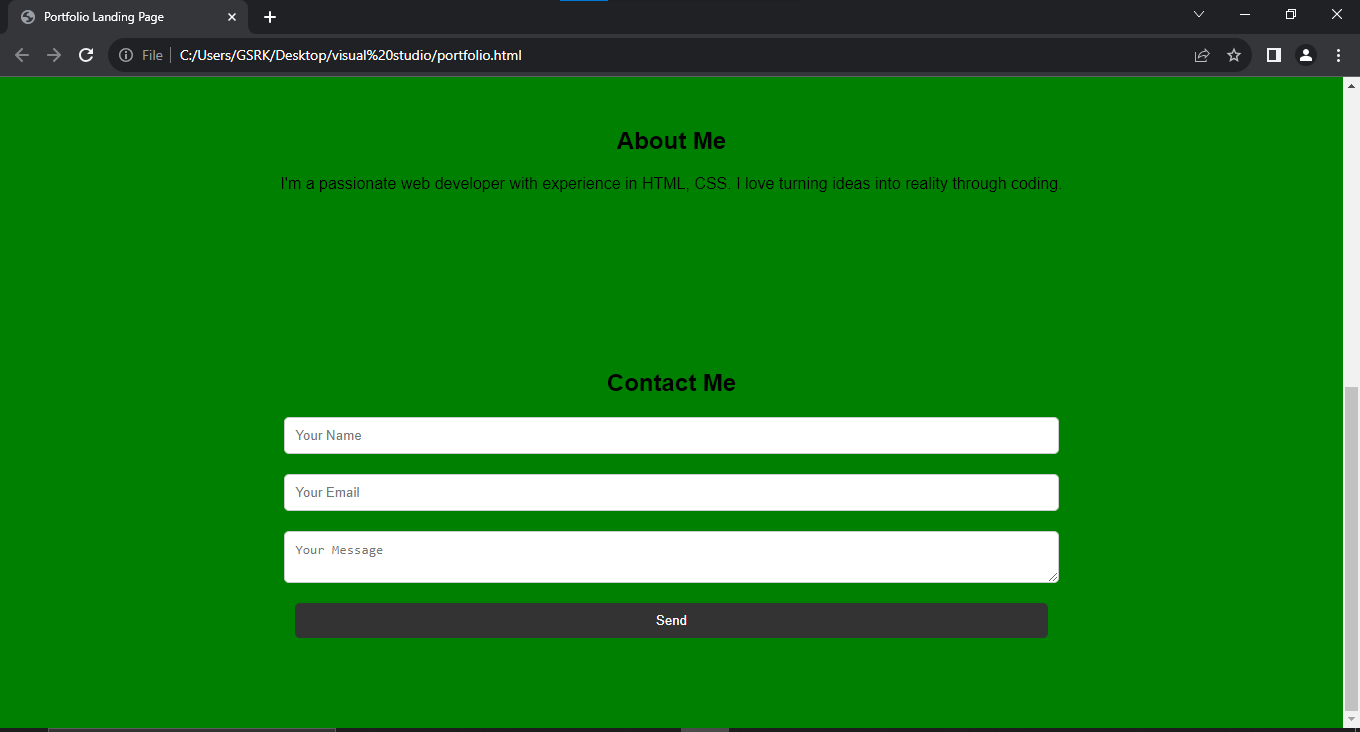 Portfolio Landing Page
File C:/Users/GSRK/Desktop/visual%20studio/portfolio.html
About Me
I'm a passionate web developer with experience in HTML, CSS. I love turning ideas into reality through coding.
Contact Me
Your Name
Your Email
Your Message
Send